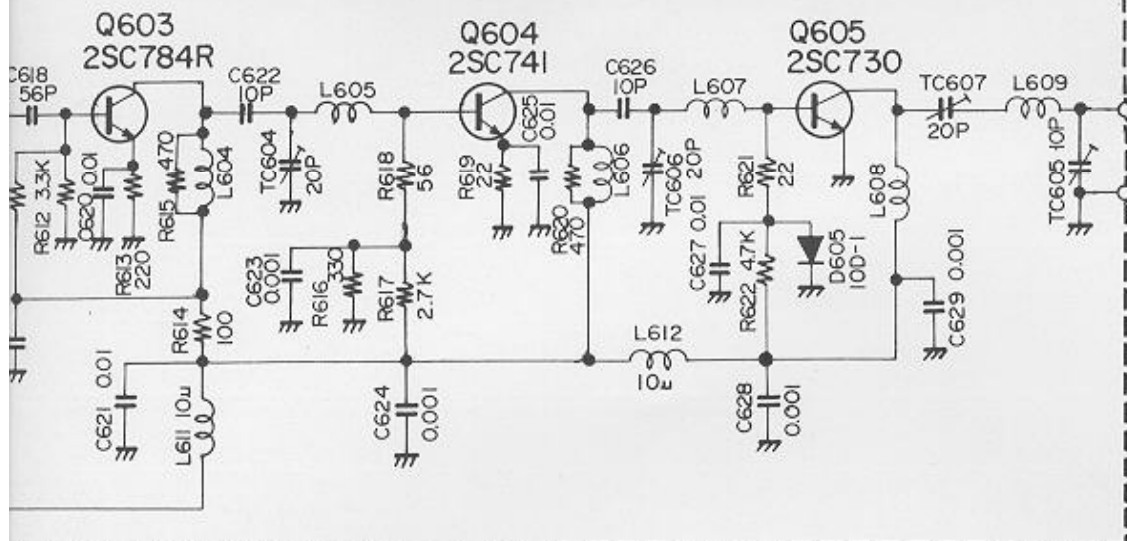 Q603
2SC784R
Q604
2SC741
Q605
2SC730
C618
56P
C622
10P
L605
C626
10P
L607
TC607
20P
L609
C625
0.01
470
R615
L604
TC604
20P
R618
56
R619
22
R620
470
L606
TC606
20P
R621
22
L608
TC605
10P
3.3K
R612
0.01
C620
R613
220
C623
0.001
R616
330
R617
2.7K
C627
0.01
R622
4.7K
D605
10D-1
C629
0.001
R614
100
L612
10μ
C621
0.01
L611
10μ
C624
0.001
C628
0.001